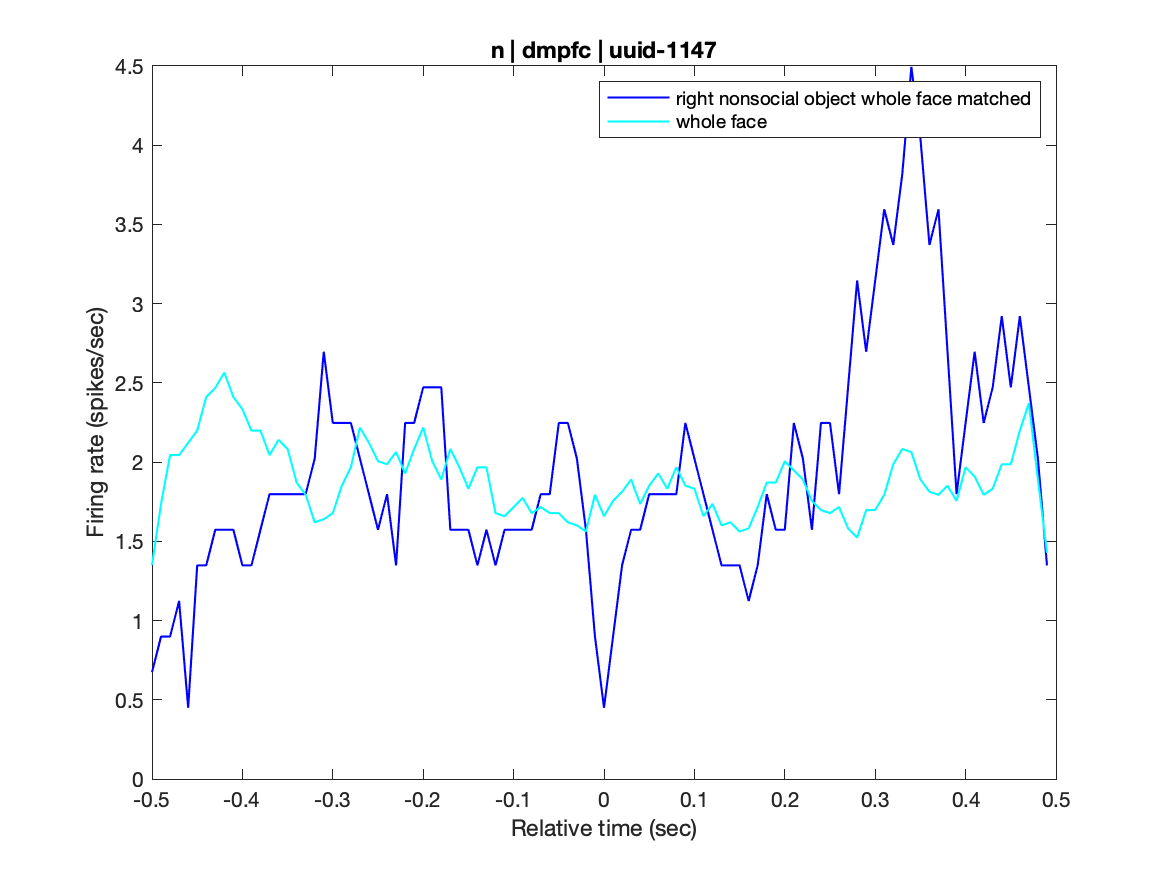 n | dmpfc | uuid-1147
4.5
4
3.5
3
2.5
2
1.5
1
0.5
0
right nonsocial object whole face matched
whole face
Firing rate (spikes/sec)
-0.5 -0.4 -0.3 -0.2 -0.1 0 0.1 0.2 0.3 0.4 0.5
Relative time (sec)